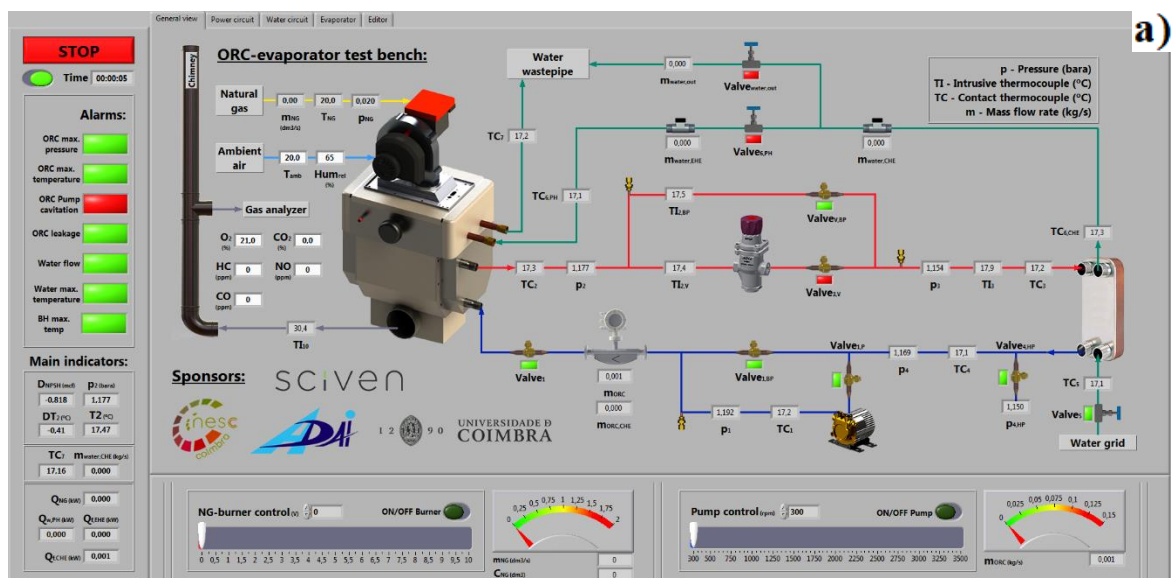 General view
Power circuit
Water circuit
Evaporator
Editor
a)
STOP
Time 00:00:05
Alarms:
ORC max.
pressure
ORC max.
temperature
ORC Pump
cavitation
ORC leakage
Water flow
Water max.
temperature
BH max.
temp
Main indicators:
DNPSH (mcf) p2 (bara)
-0,818 1,177
DT2 (ºC) T2 (ºC)
-0,41 17,47
TC7 mwater,CHE (kg/s)
17,16 0,000
QNG (kW) 0,000
Qw,PH (kW) Qf,EHE (kW)
0,000 0,000
Qf,CHE (kW) 0,001
Chimney
ORC-evaporator test bench:
Natural
gas
0,00 20,0 0,020
mNG TNG pNG
(dm3/s)
Ambient
air
20,0 65
Tamb Humrel
(%)
Gas analyzer
O2 21,0 CO2 0,0
(%) (%)
HC 0 NO 0
(ppm) (ppm)
CO 0
(ppm)
30,4
TI10
Water
wastepipe
0,000
mwater,out
Valvewater,out
p - Pressure (bara)
TI - Intrusive thermocouple (ºC)
TC - Contact thermocouple (ºC)
m - Mass flow rate (kg/s)
TC7 17,2
0,000
mwater,EHE
Valve6,PH
0,000
mwater,CHE
TC6,PH 17,1
17,5
TI2,BP
ValveV,BP
TC6,CHE 17,3
17,3 1,177 17,4
TC2 p2 TI2,V
Valve2,V
1,154 17,9 17,2
p3 TI3 TC3
Valve1
0,001
mORC
0,000
mORC,CHE
Valve1,BP
Valve1,P
1,169 17,1
p4 TC4
Valve4,HP
1,150
p4,HP
TC5 17,1
Valve5
Water grid
1,192 17,2
p1 TC1
Sponsors:
SCIVEN
inesc
coimbra
ADAI
12 90
UNIVERSIDADE D
COIMBRA
NG-burner control (V) 0 ON/OFF Burner
0 0,5 1 1,5 2 2,5 3 3,5 4 4,5 5 5,5 6 6,5 7 7,5 8 8,5 9 9,5 10
0 0,25 0,5 0,75 1 1,25 1,5 1,75 2
mNG (dm3/s) 0
CNG (dm3) 0
Pump control (rpm) 300 ON/OFF Pump
300 500 750 1000 1250 1500 1750 2000 2250 2500 2750 3000 3250 3500
0 0,025 0,05 0,075 0,1 0,125 0,15
mORC (kg/s) 0,001